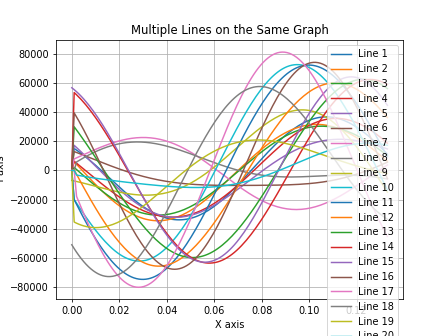 Multiple Lines on the Same Graph
80000
60000
40000
20000
0
−20000
−40000
−60000
−80000
0.00
0.02
0.04
0.06
0.08
0.10
X axis
Line 1
Line 2
Line 3
Line 4
Line 5
Line 6
Line 7
Line 8
Line 9
Line 10
Line 11
Line 12
Line 13
Line 14
Line 15
Line 16
Line 17
Line 18
Line 19
Line 20